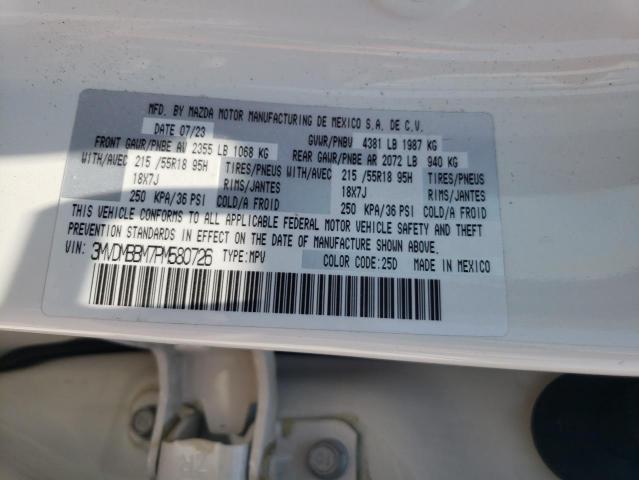 MFD. BY MAZDA MOTOR MANUFACTURING DE MEXICO S.A. DE C.V.
DATE 07/23 GVWR/PNBV 4381 LB 1987 KG
FRONT GAWR/PNBE AV 2355 LB 1068 KG REAR GAWR/PNBE AR 2072 LB 940 KG
WITH/AVEC 215 /55R18 95H TIRES/PNEUS WITH/AVEC 215 /55R18 95H TIRES/PNEUS
18X7J RIMS/JANTES 18X7J RIMS/JANTES
250 KPA/36 PSI COLD/A FROID 250 KPA/36 PSI COLD/A FROID
THIS VEHICLE CONFORMS TO ALL APPLICABLE FEDERAL MOTOR VEHICLE SAFETY AND THEFT
PREVENTION STANDARDS IN EFFECT ON THE DATE OF MANUFACTURE SHOWN ABOVE.
VIN: 3MVDMBBM7PM580726 TYPE:MPV COLOR CODE:25D MADE IN MEXICO